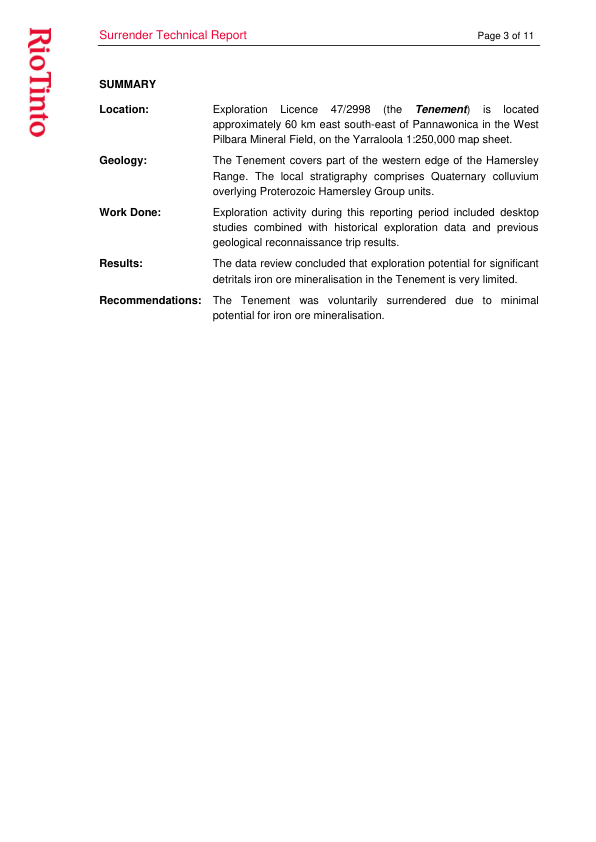 RioTinto
Surrender Technical Report Page 3 of 11
SUMMARY
Location: Exploration Licence 47/2998 (the Tenement) is located
approximately 60 km east south-east of Pannawonica in the West
Pilbara Mineral Field, on the Yarraloola 1:250,000 map sheet.
Geology: The Tenement covers part of the western edge of the Hamersley
Range. The local stratigraphy comprises Quaternary colluvium
overlying Proterozoic Hamersley Group units.
Work Done: Exploration activity during this reporting period included desktop
studies combined with historical exploration data and previous
geological reconnaissance trip results.
Results: The data review concluded that exploration potential for significant
detritals iron ore mineralisation in the Tenement is very limited.
Recommendations: The Tenement was voluntarily surrendered due to minimal
potential for iron ore mineralisation.